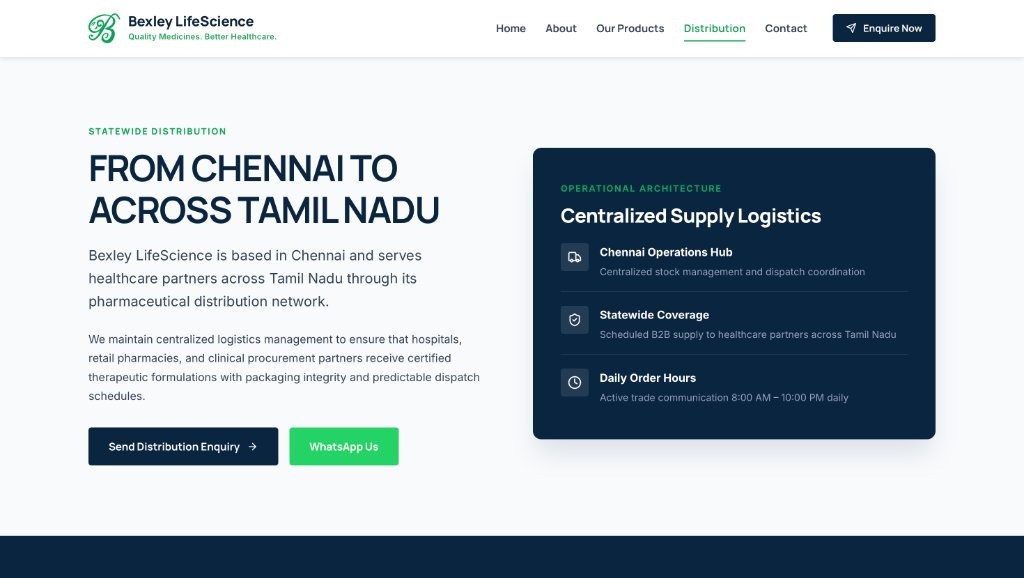 Bexley LifeScience
Quality Medicines. Better Healthcare.
Home
About
Our Products
Distribution
Contact
Enquire Now
STATEWIDE DISTRIBUTION
FROM CHENNAI TO
ACROSS TAMIL NADU
Bexley LifeScience is based in Chennai and serves
healthcare partners across Tamil Nadu through its
pharmaceutical distribution network.
We maintain centralized logistics management to ensure that hospitals,
retail pharmacies, and clinical procurement partners receive certified
therapeutic formulations with packaging integrity and predictable dispatch
schedules.
Send Distribution Enquiry
WhatsApp Us
OPERATIONAL ARCHITECTURE
Centralized Supply Logistics
Chennai Operations Hub
Centralized stock management and dispatch coordination
Statewide Coverage
Scheduled B2B supply to healthcare partners across Tamil Nadu
Daily Order Hours
Active trade communication 8:00 AM – 10:00 PM daily